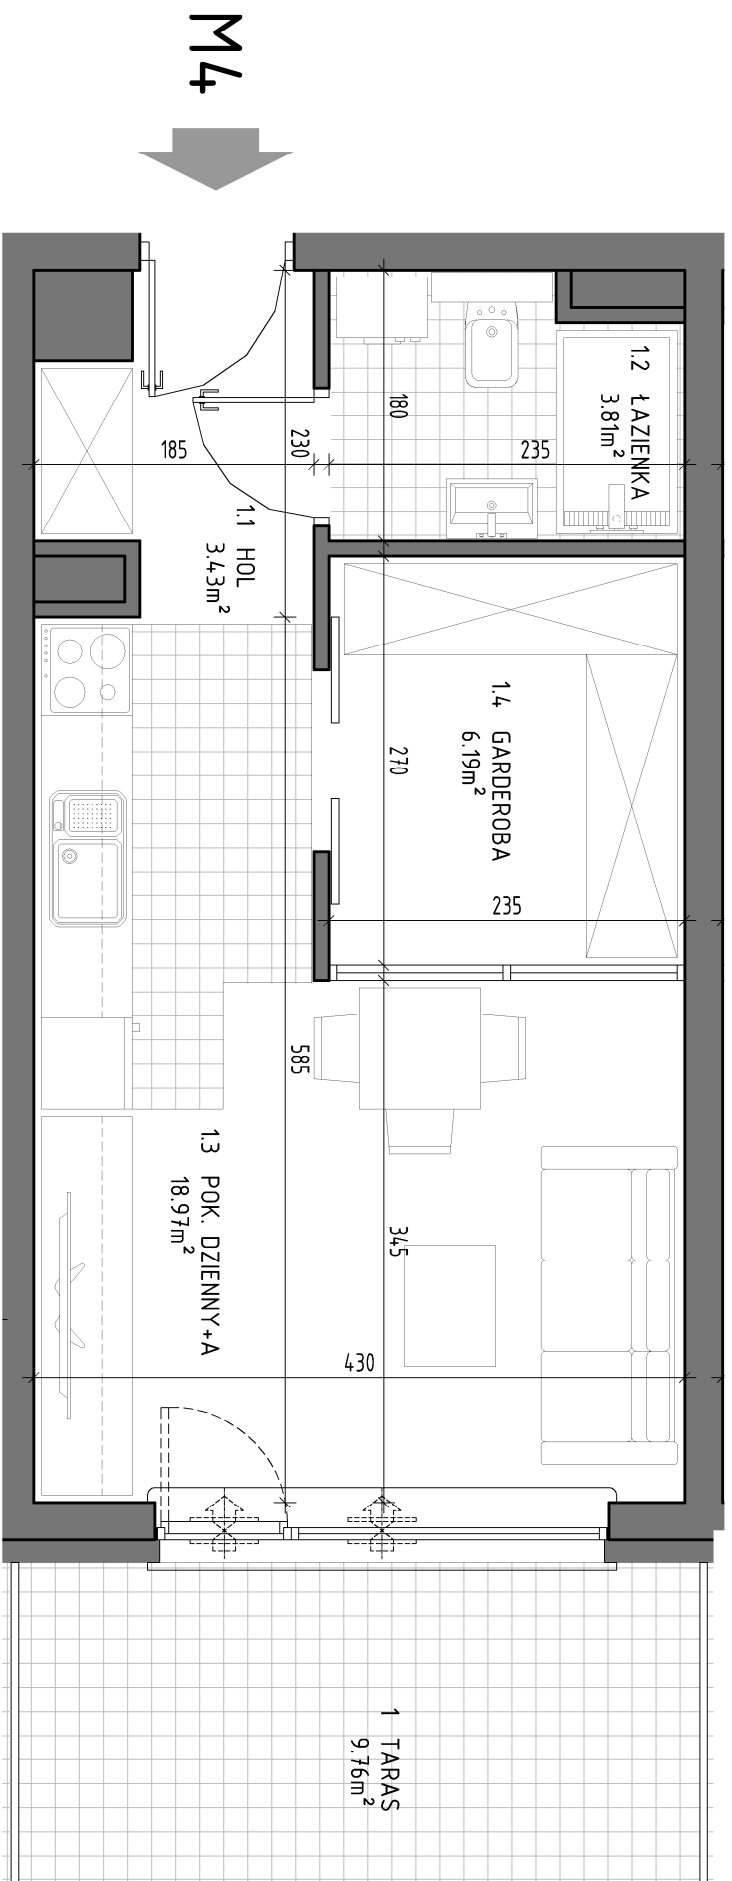 M4
1.2 ŁAZIENKA
3.81m²
180
185
230
235
1.1 HOL
3.43m²
1.4 GARDEROBA
6.19m²
270
235
585
1.3 POK. DZIENNY+A
18.97m²
345
430
1 TARAS
9.76m²